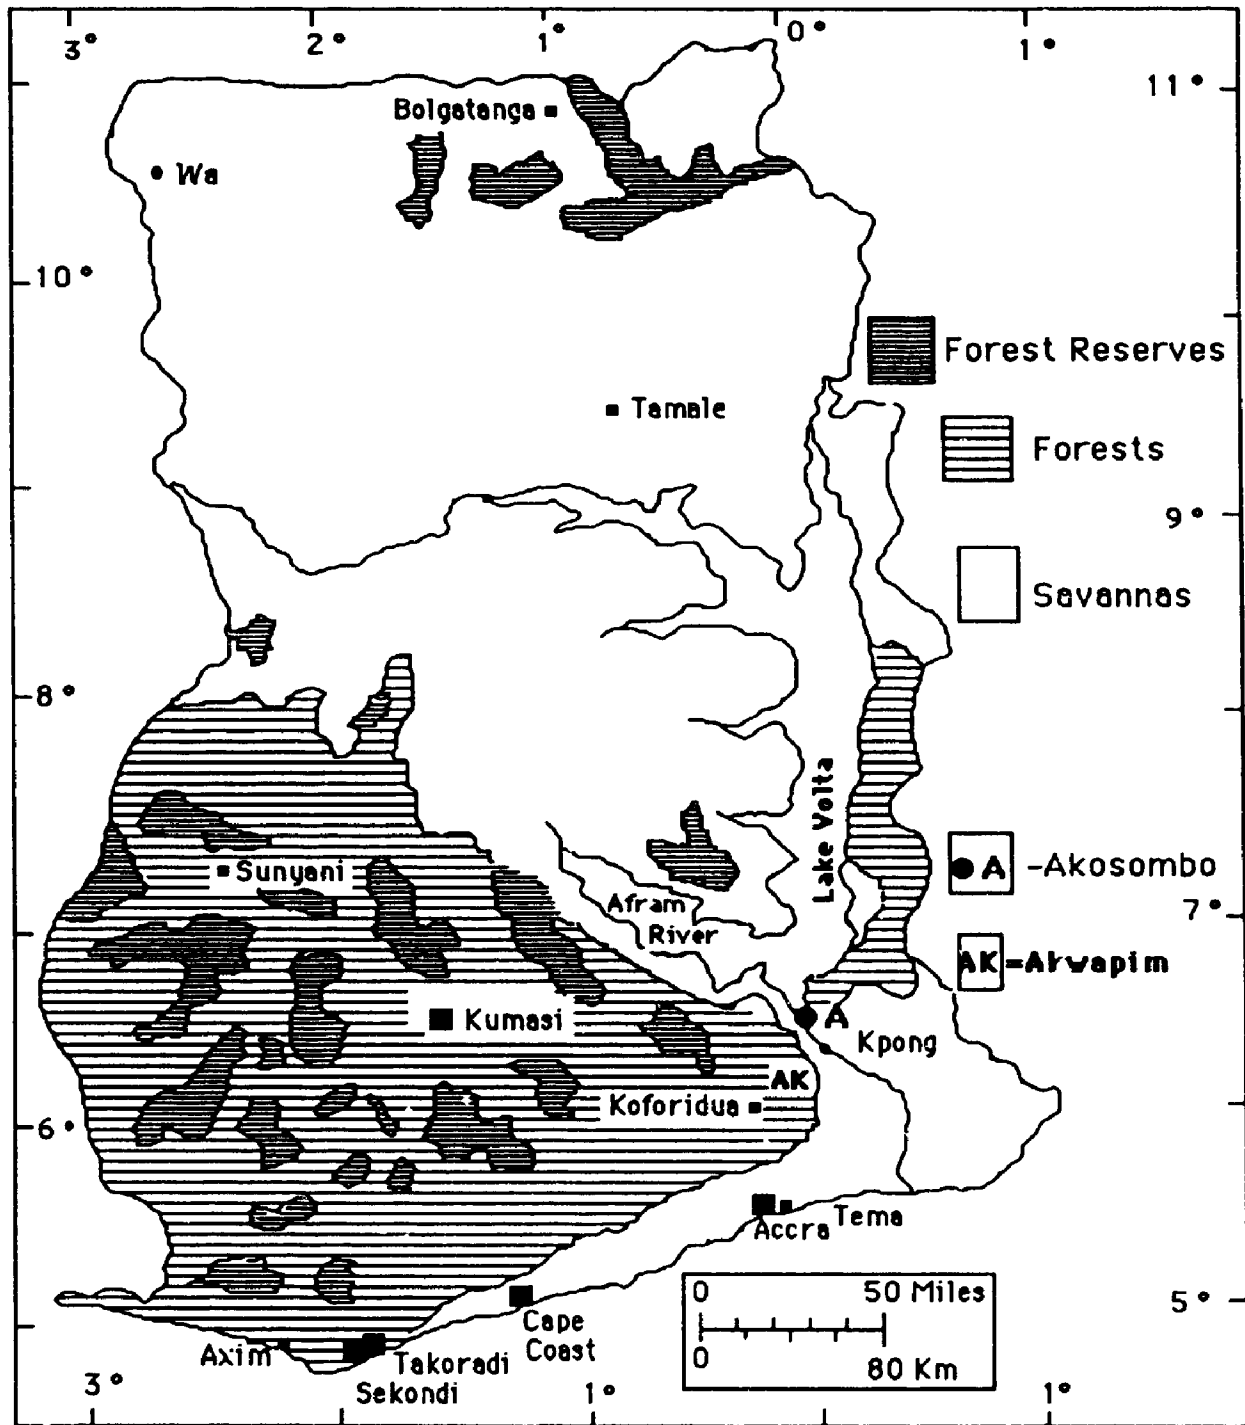 3° 2° 1° 0° 1°
11°
Bolgatanga
Wa
10°
Forest Reserves
Tamale
Forests
9°
Savannas
8°
Lake Volta
Sunyani
A -Akosombo
Afram
River
7°
AK=Akwapim
Kumasi
A
Kpong
AK
Koforidua
6°
Tema
Accra
0 50 Miles
5°
Cape
Coast
0 80 Km
Axim
Takoradi
Sekondi
3° 1° 1°